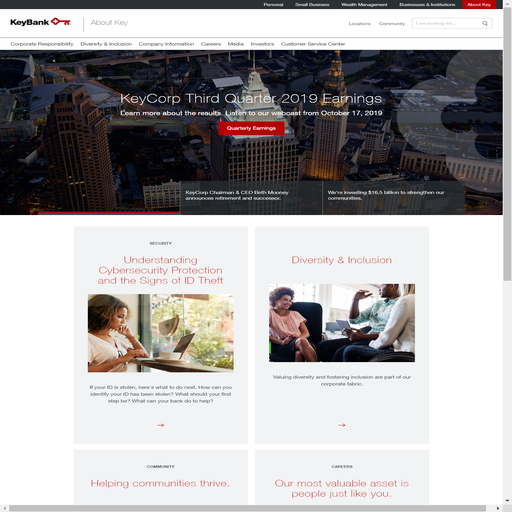 Personal
Small Business
Wealth Management
Businesses & Institutions
About Key
KeyBank
About Key
Locations
Community
I am looking for...
Corporate Responsibility
Diversity & Inclusion
Company Information
Careers
Media
Investors
Customer Service Center
KeyCorp Third Quarter 2019 Earnings
Learn more about the results. Listen to our webcast from October 17, 2019
Quarterly Earnings
KeyCorp Chairman & CEO Beth Mooney
announces retirement and successor.
We're investing $16.5 billion to strengthen our
communities.
SECURITY
Understanding
Cybersecurity Protection
and the Signs of ID Theft
If your ID is stolen, here's what to do next. How can you
identify your ID has been stolen? What should your first
step be? What can your bank do to help?
Diversity & Inclusion
Valuing diversity and fostering inclusion are part of our
corporate fabric.
COMMUNITY
Helping communities thrive.
CAREERS
Our most valuable asset is
people just like you.